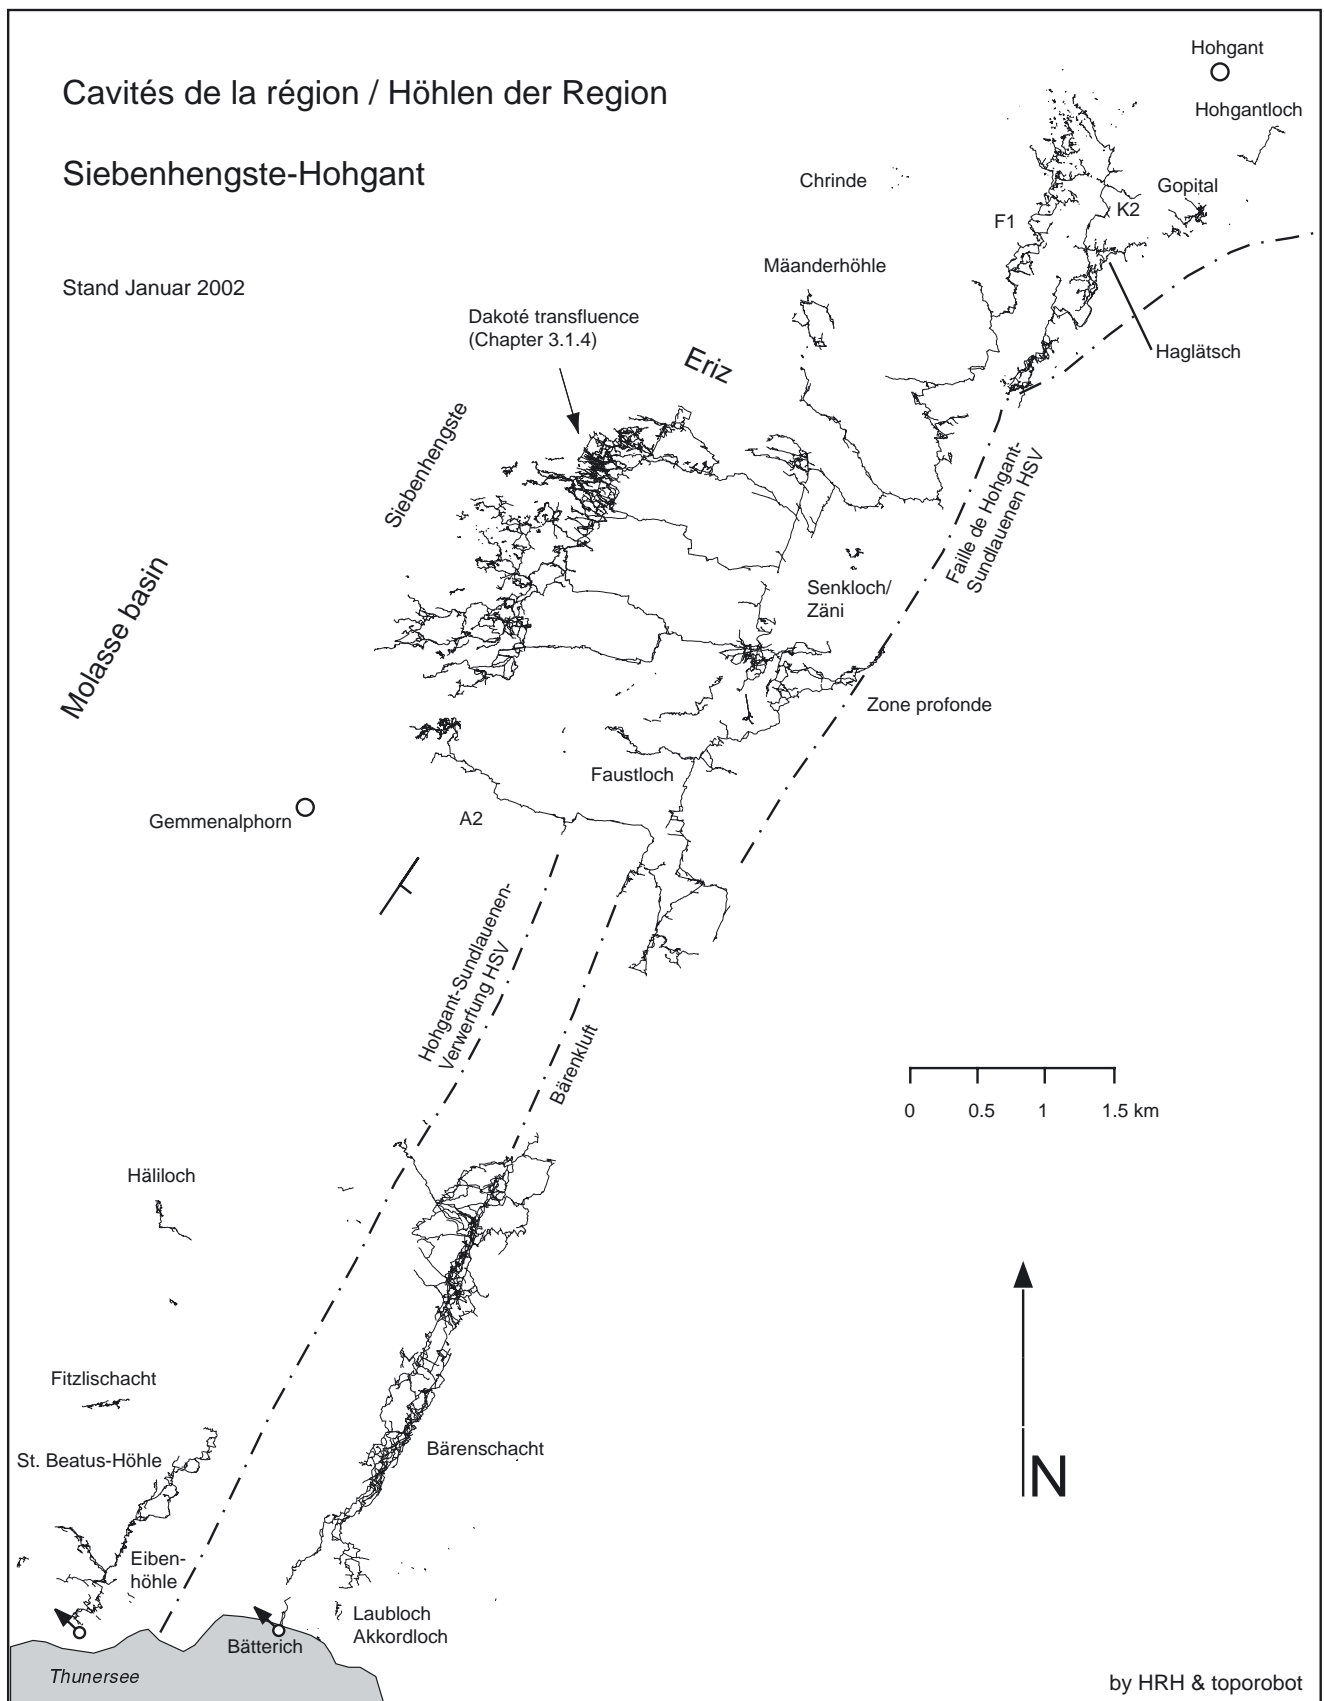 Hohgant
Cavités de la région / Höhlen der Region
Hohgantloch
Siebenhengste-Hohgant
Chrinde
Gopital
K2
F1
Mäanderhöhle
Stand Januar 2002
Dakoté transfluence
(Chapter 3.1.4)
Haglätsch
Eriz
Siebenhengste
Faille de Hohgant-
Sundlauenen HSV
Senkloch/
Zäni
Molasse basin
Zone profonde
Faustloch
A2
Gemmenalphorn
Hohgant-Sundlauenen-
Verwerfung HSV
Bärenkluft
0 0.5 1 1.5 km
Häliloch
Fitzlischacht
Bärenschacht
St. Beatus-Höhle
N
Eiben-
höhle
Laubloch
Akkordloch
Bätterich
Thunersee
by HRH & toporobot